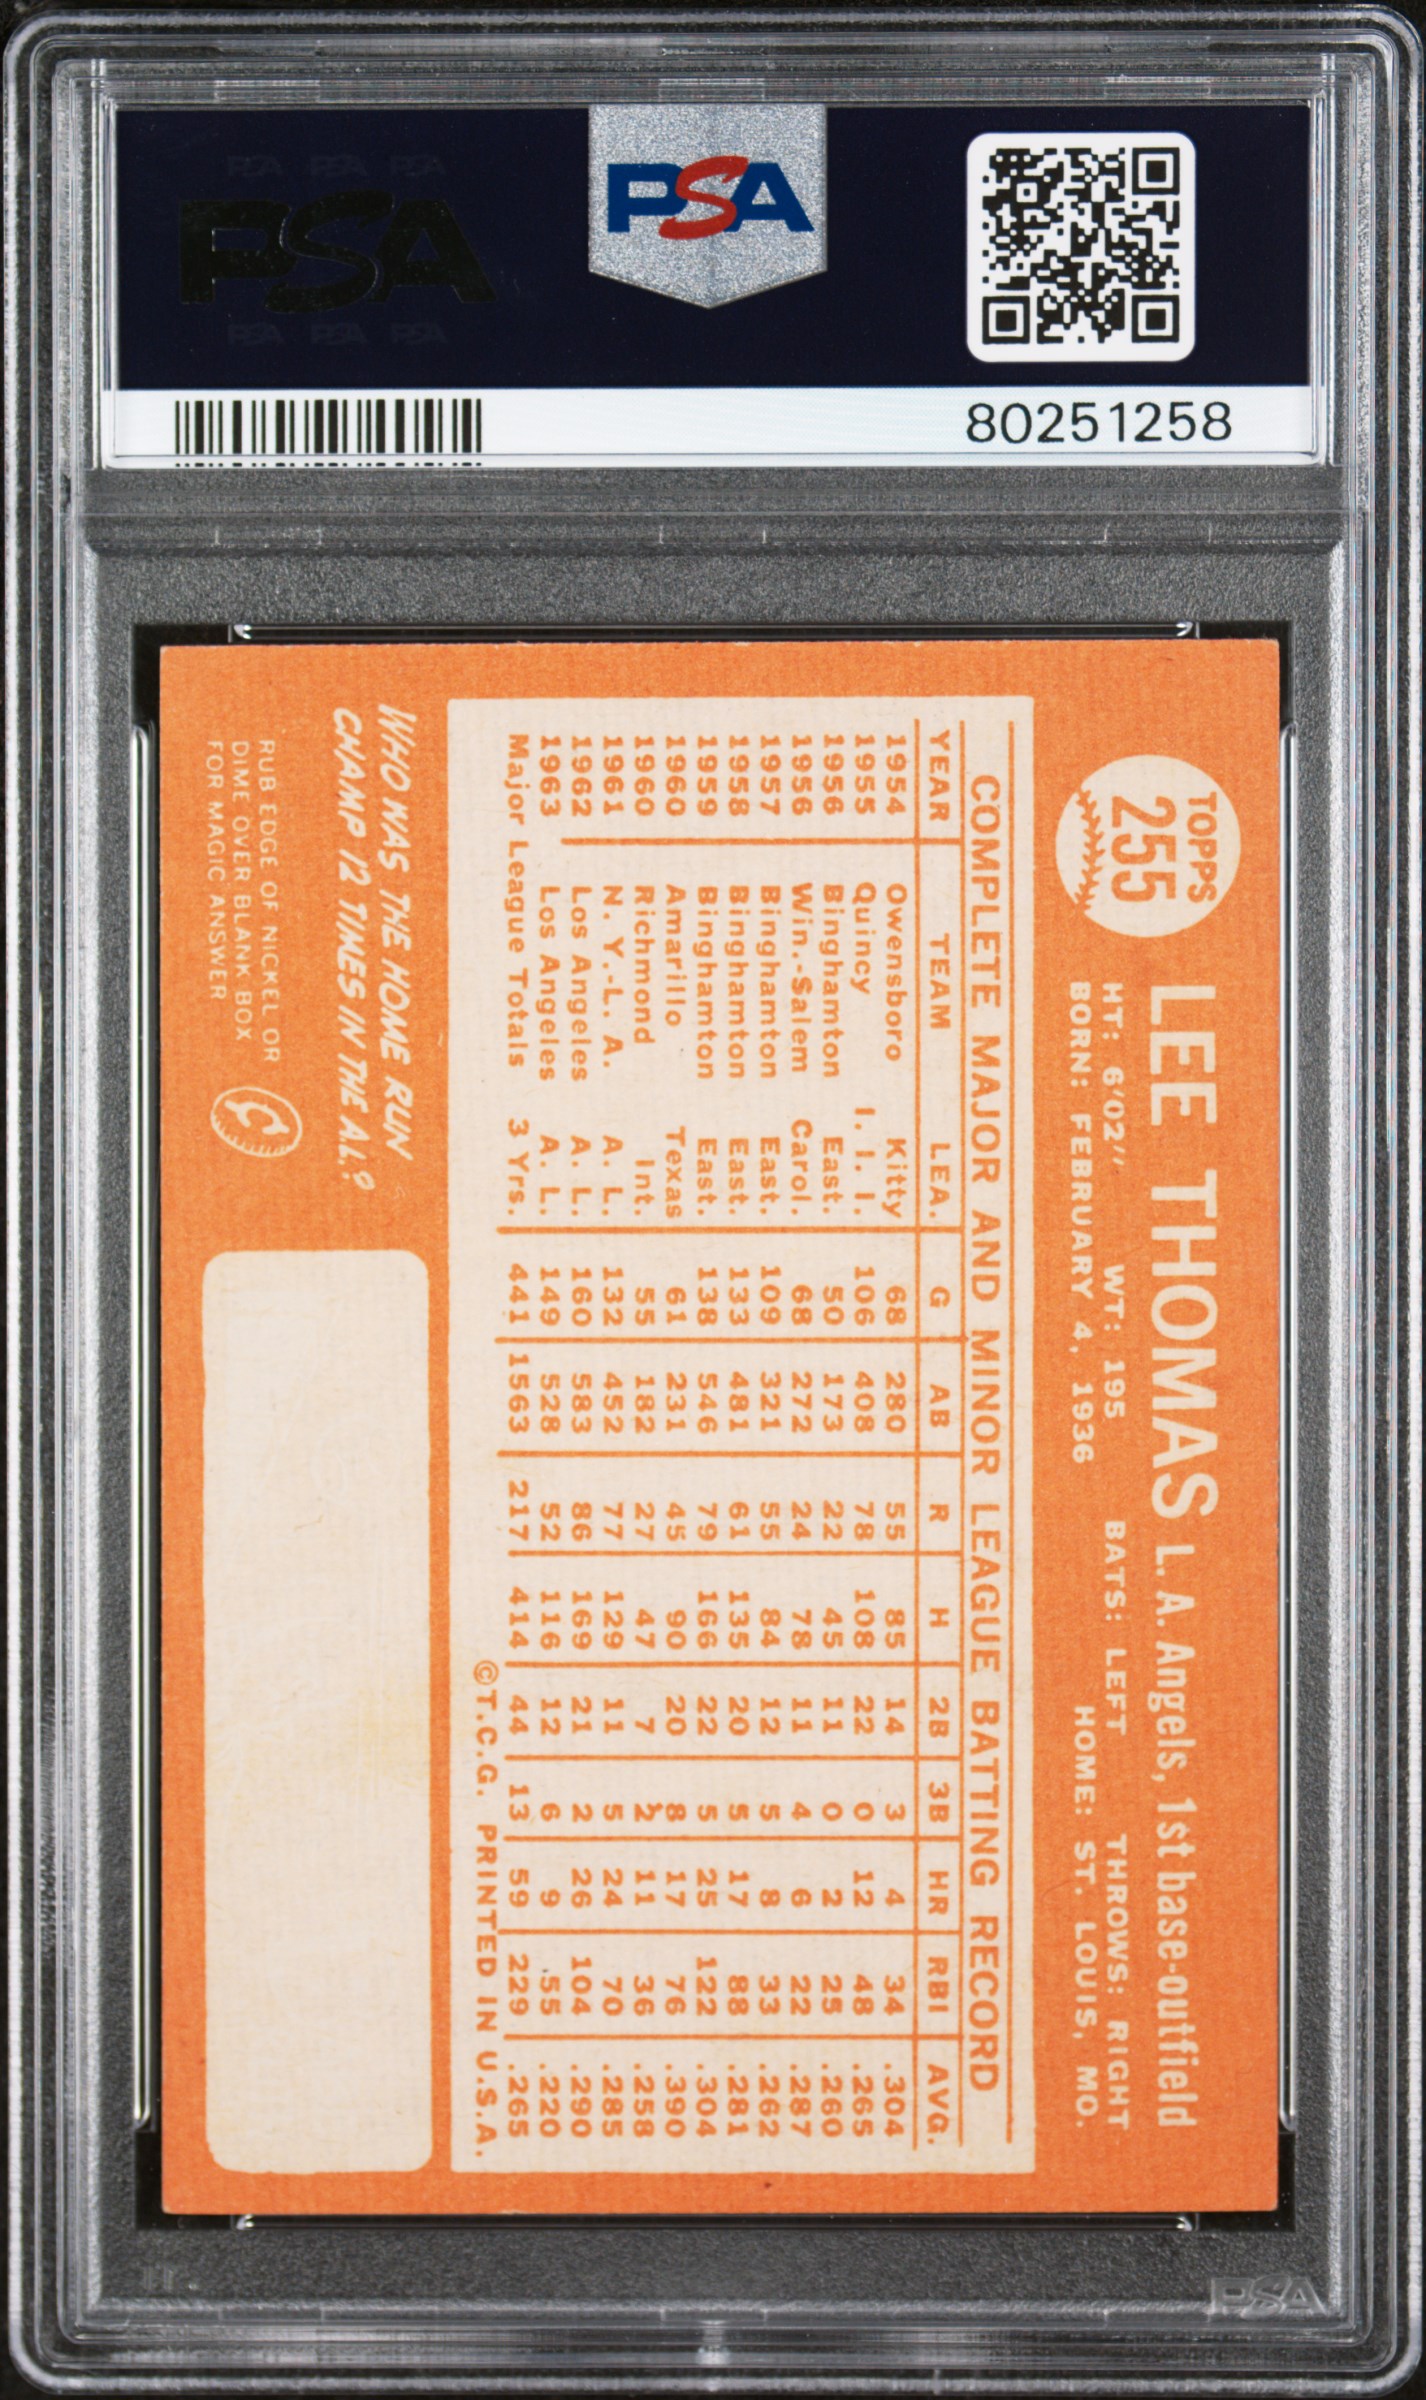 PSA PSA PSA
PSA
PSA PSA PSA
PSA
80251258
TOPPS
255
LEE THOMAS L. A. Angels, 1st base-outfield
HT: 6'02" WT: 195 BATS: LEFT THROWS: RIGHT
BORN: FEBRUARY 4, 1936 HOME: ST. LOUIS, MO.
COMPLETE MAJOR AND MINOR LEAGUE BATTING RECORD
YEAR TEAM LEA. G AB R H 2B 3B HR RBI AVG.
1954 Owensboro Kitty 68 280 55 85 14 3 4 34 .304
1955 Quincy I. I. I. 106 408 78 108 22 0 12 48 .265
1956 Binghamton East. 50 173 22 45 11 0 2 25 .260
1956 Win.-Salem Carol. 68 272 24 78 11 4 6 22 .287
1957 Binghamton East. 109 321 55 84 12 5 8 33 .262
1958 Binghamton East. 133 481 61 135 20 5 17 88 .281
1959 Binghamton East. 138 546 79 166 22 5 25 122 .304
1960 Amarillo Texas 61 231 45 90 20 8 17 76 .390
1960 Richmond Int. 55 182 27 47 7 2 11 36 .258
1961 N. Y.-L. A. A. L. 132 452 77 129 11 5 24 70 .285
1962 Los Angeles A. L. 160 583 86 169 21 2 26 104 .290
1963 Los Angeles A. L. 149 528 52 116 12 6 9 55 .220
Major League Totals 3 Yrs. 441 1563 217 414 44 13 59 229 .265
©T.C.G. PRINTED IN U.S.A.
WHO WAS THE HOME RUN
CHAMP 12 TIMES IN THE A.L.?
RUB EDGE OF NICKEL OR
DIME OVER BLANK BOX
FOR MAGIC ANSWER
PSA